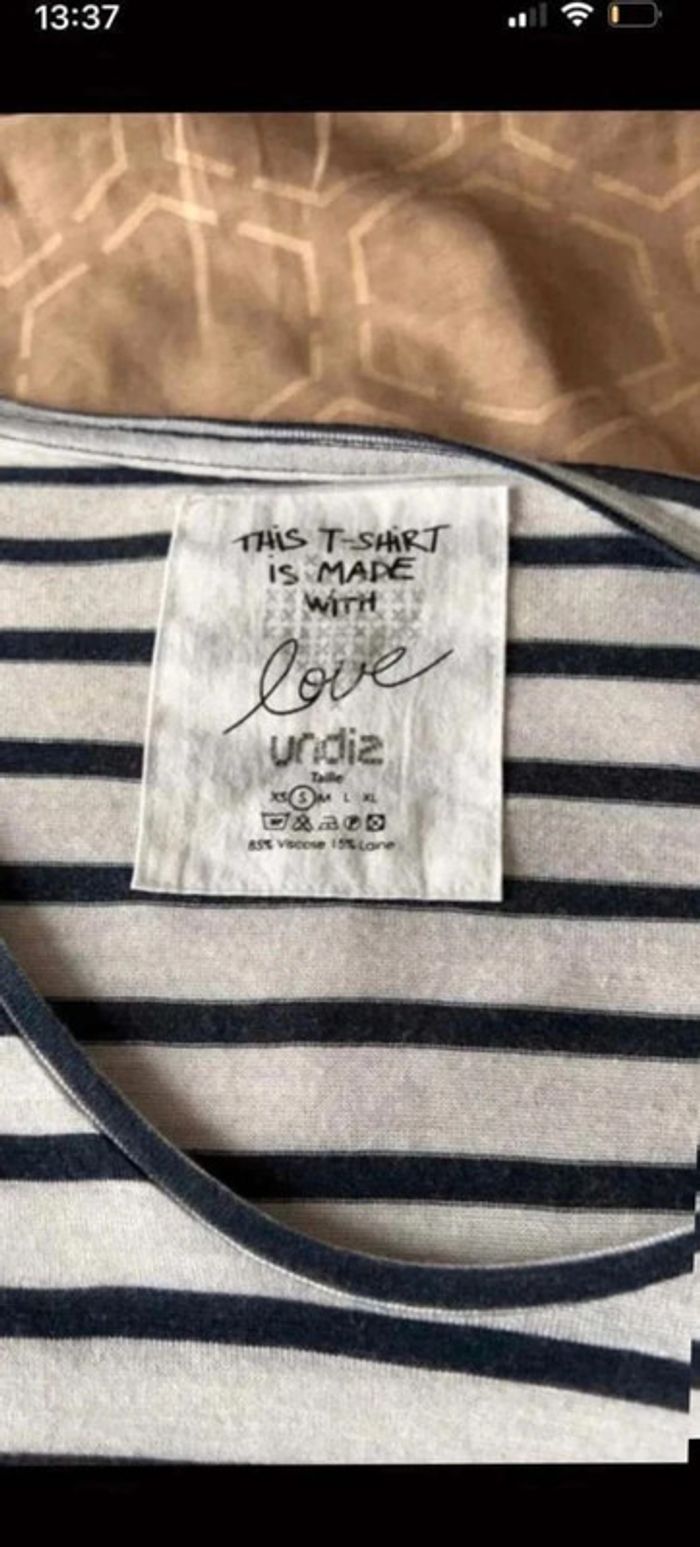 13:37
THiS T-SHiRT
iS MADE
WiTH
love
undiz
Taille
XS S M L XL
85% Viscose 15% Laine